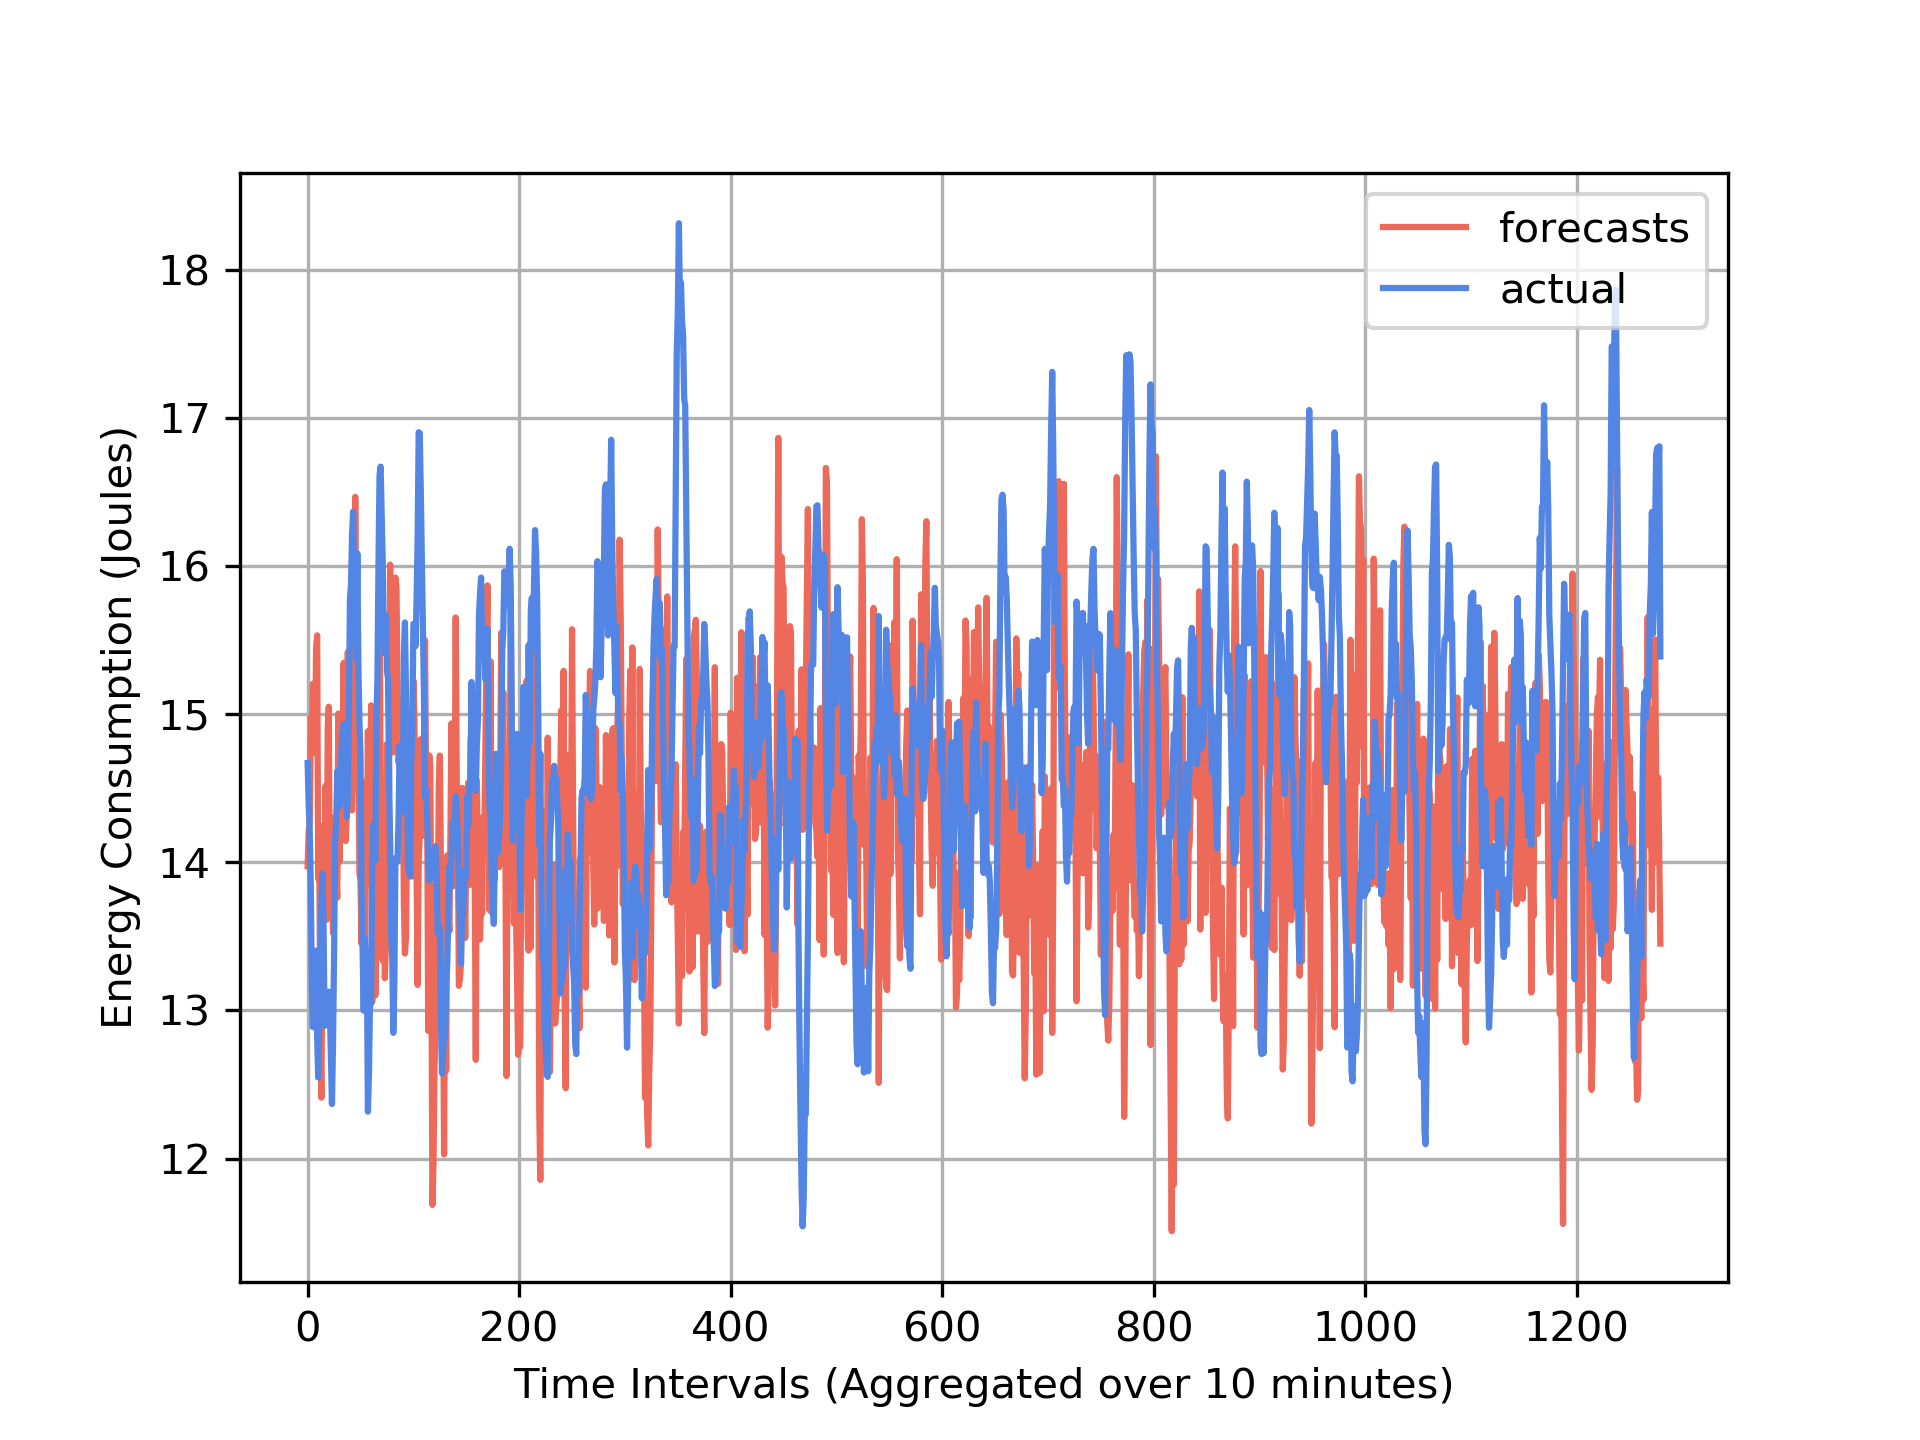 forecasts
actual
18
17
16
15
14
13
12
Energy Consumption (Joules)
0 200 400 600 800 1000 1200
Time Intervals (Aggregated over 10 minutes)